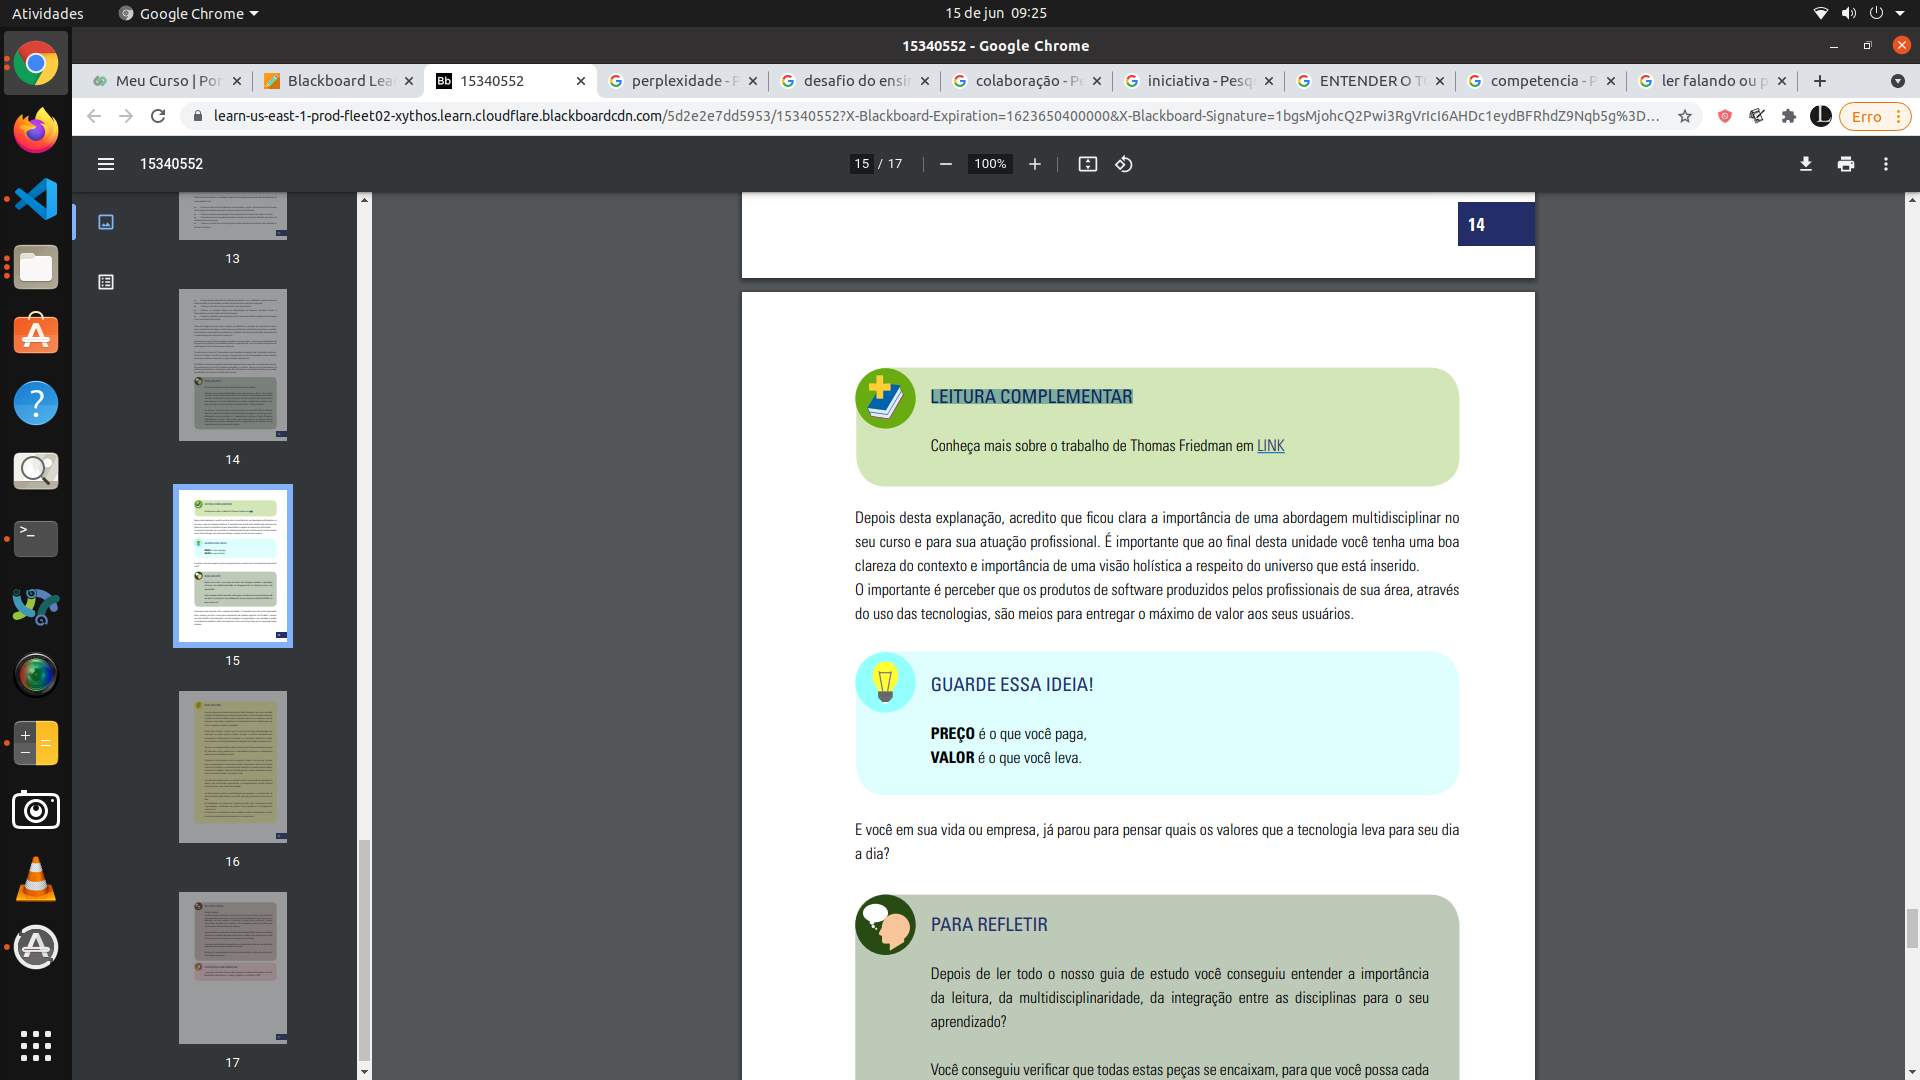 Atividades
Google Chrome
15 de jun 09:25
15340552 - Google Chrome
Meu Curso | Por
Blackboard Lea
Bb
15340552
perplexidade - P
desafio do ensi
colaboração - Pe
iniciativa - Pesq
ENTENDER O T
competencia - P
ler falando ou p
learn-us-east-1-prod-fleet02-xythos.learn.cloudflare.blackboardcdn.com/5d2e2e7dd5953/15340552?X-Blackboard-Expiration=1623650400000&X-Blackboard-Signature=1bgsMjohcQ2Pwi3RgVrIcI6AHDc1eydBFRhdZ9Nqb5g%3D...
Erro
15340552
15 / 17
100%
13
14
15
16
17
14
LEITURA COMPLEMENTAR
Conheça mais sobre o trabalho de Thomas Friedman em LINK
Depois desta explanação, acredito que ficou clara a importância de uma abordagem multidisciplinar no
seu curso e para sua atuação profissional. É importante que ao final desta unidade você tenha uma boa
clareza do contexto e importância de uma visão holística a respeito do universo que está inserido.
O importante é perceber que os produtos de software produzidos pelos profissionais de sua área, através
do uso das tecnologias, são meios para entregar o máximo de valor aos seus usuários.
GUARDE ESSA IDEIA!
PREÇO é o que você paga,
VALOR é o que você leva.
E você em sua vida ou empresa, já parou para pensar quais os valores que a tecnologia leva para seu dia
a dia?
PARA REFLETIR
Depois de ler todo o nosso guia de estudo você conseguiu entender a importância
da leitura, da multidisciplinaridade, da integração entre as disciplinas para o seu
aprendizado?
Você conseguiu verificar que todas estas peças se encaixam, para que você possa cada